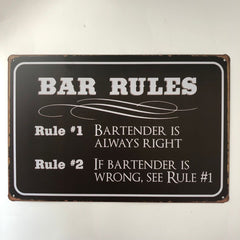 BAR RULES
Rule #1 BARTENDER IS
ALWAYS RIGHT
Rule #2 IF BARTENDER IS
WRONG, SEE RULE #1